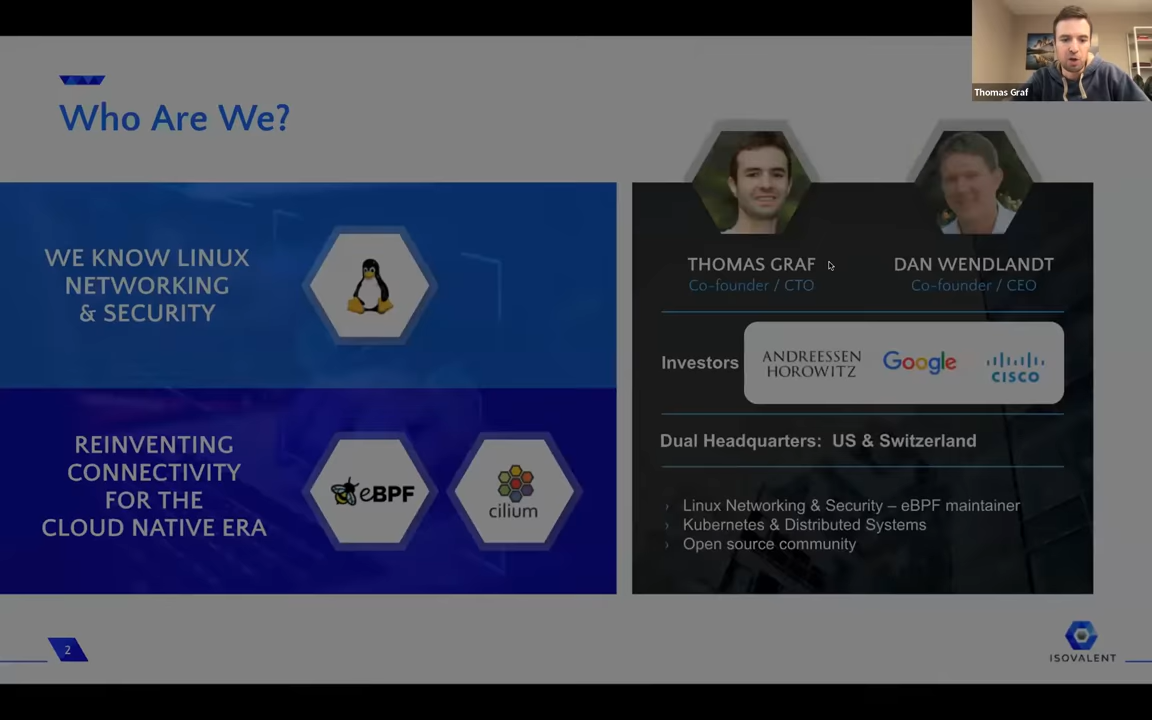 Thomas Graf
Who Are We?
WE KNOW LINUX
NETWORKING
& SECURITY
REINVENTING
CONNECTIVITY
FOR THE
CLOUD NATIVE ERA
eBPF
cilium
THOMAS GRAF
Co-founder / CTO
DAN WENDLANDT
Co-founder / CEO
Investors
ANDREESSEN
HOROWITZ
Google
CISCO
Dual Headquarters: US & Switzerland
› Linux Networking & Security – eBPF maintainer
› Kubernetes & Distributed Systems
› Open source community
2
ISOVALENT